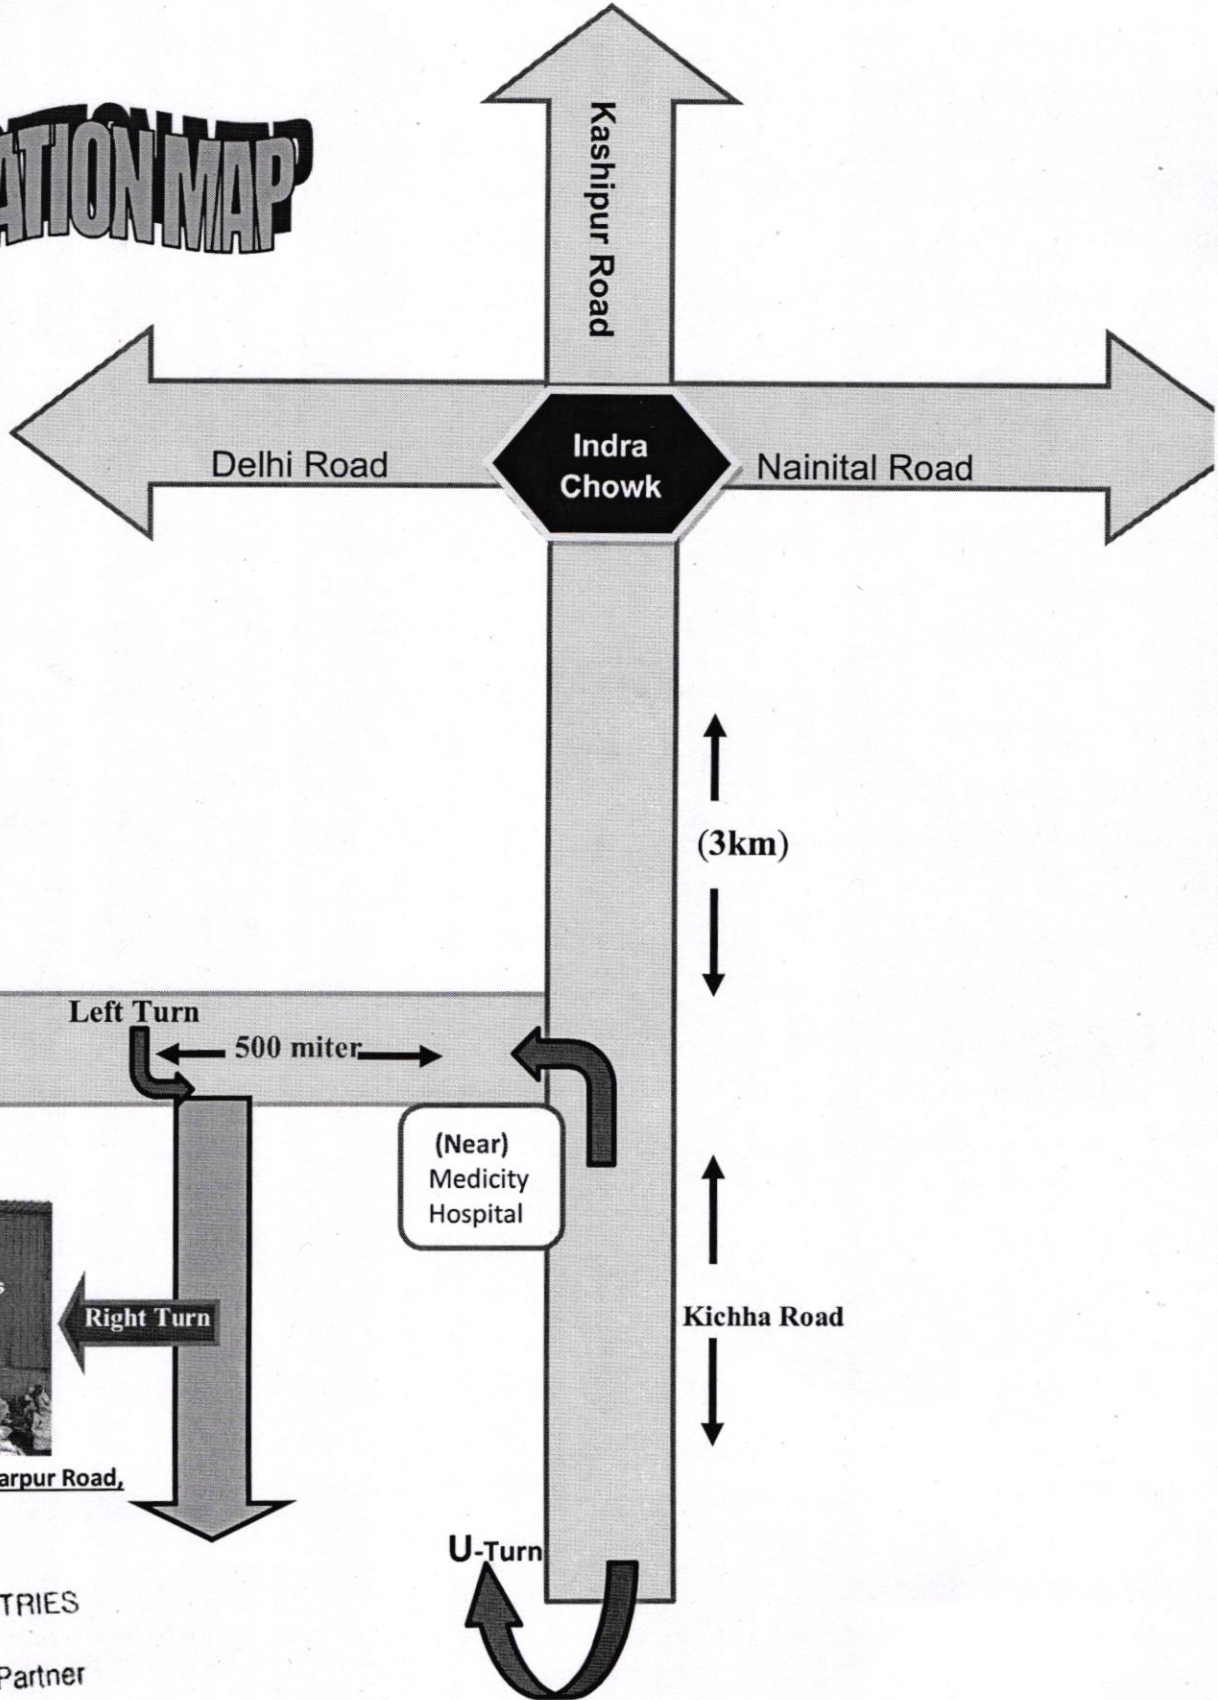 ATION MAP
Kashipur Road
Delhi Road
Indra
Chowk
Nainital Road
(3km)
Left Turn
500 miter
(Near)
Medicity
Hospital
Right Turn
Kichha Road
arpur Road,
U-Turn
TRIES
Partner